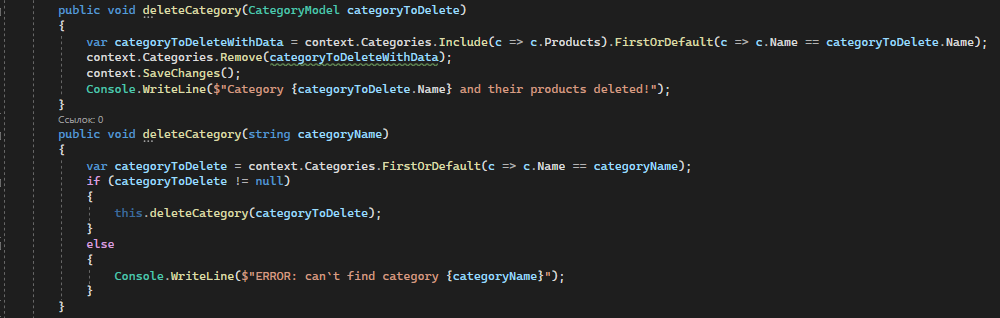 public void deleteCategory(CategoryModel categoryToDelete)
{
var categoryToDeleteWithData = context.Categories.Include(c => c.Products).FirstOrDefault(c => c.Name == categoryToDelete.Name);
context.Categories.Remove(categoryToDeleteWithData);
context.SaveChanges();
Console.WriteLine($"Category {categoryToDelete.Name} and their products deleted!");
}
Ссылок: 0
public void deleteCategory(string categoryName)
{
var categoryToDelete = context.Categories.FirstOrDefault(c => c.Name == categoryName);
if (categoryToDelete != null)
{
this.deleteCategory(categoryToDelete);
}
else
{
Console.WriteLine($"ERROR: can`t find category {categoryName}");
}
}